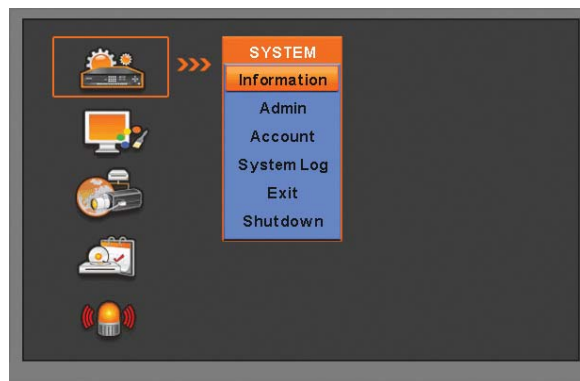 SYSTEM
Information
Admin
Account
System Log
Exit
Shutdown